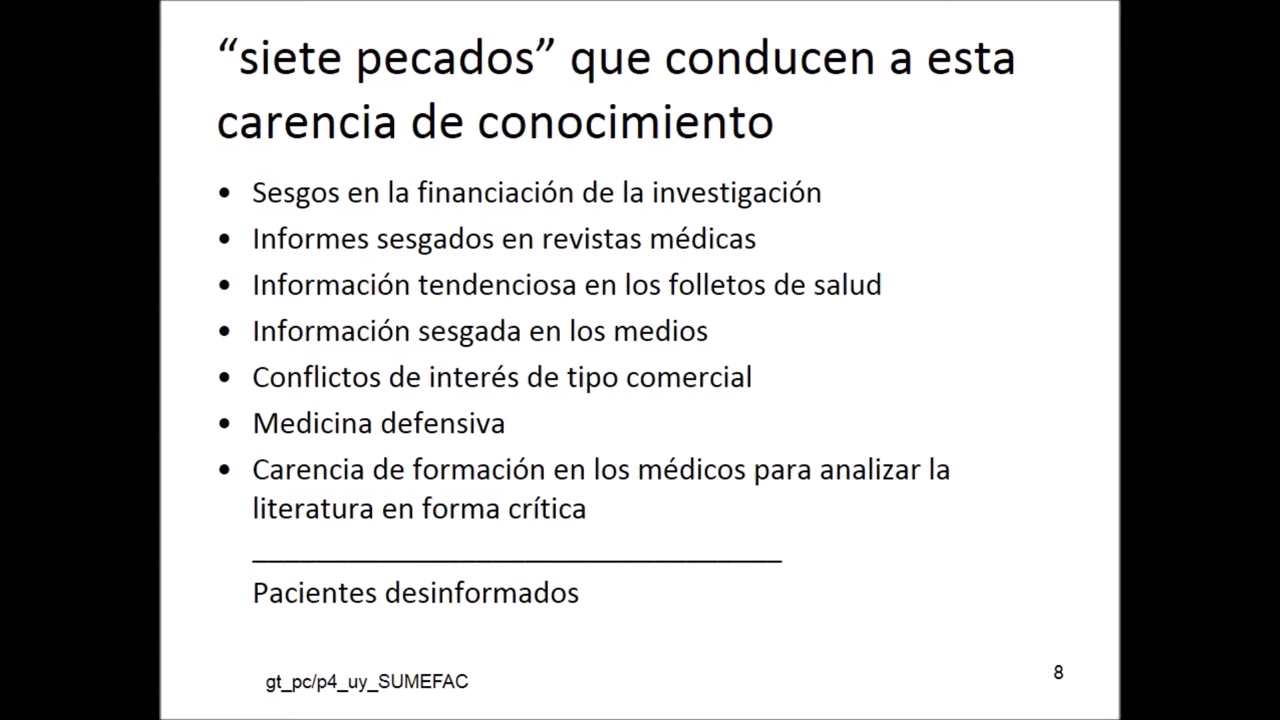 “siete pecados” que conducen a esta
carencia de conocimiento
• Sesgos en la financiación de la investigación
• Informes sesgados en revistas médicas
• Información tendenciosa en los folletos de salud
• Información sesgada en los medios
• Conflictos de interés de tipo comercial
• Medicina defensiva
• Carencia de formación en los médicos para analizar la
literatura en forma crítica
Pacientes desinformados
gt_pc/p4_uy_SUMEFAC
8